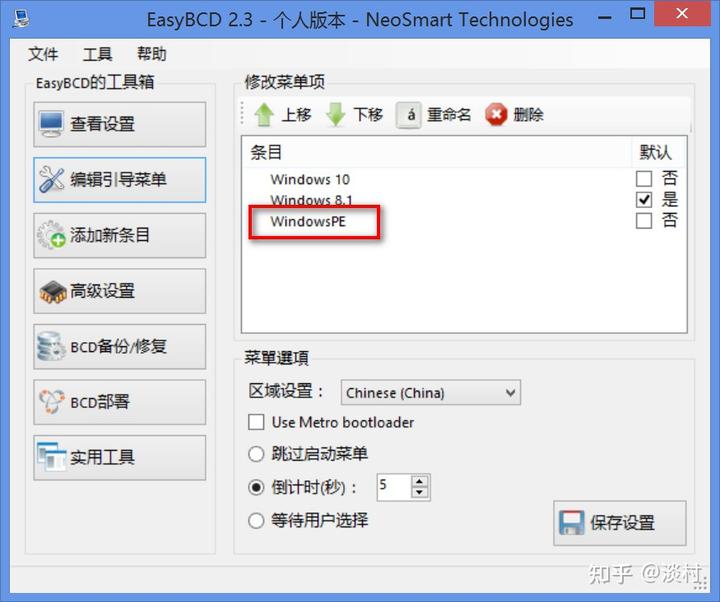 EasyBCD 2.3 - 个人版本 - NeoSmart Technologies
文件 工具 帮助
EasyBCD的工具箱
查看设置
编辑引导菜单
添加新条目
高级设置
BCD备份/修复
BCD部署
实用工具
修改菜单项
上移 下移 á 重命名 删除
条目 默认
Windows 10 否
Windows 8.1 是
WindowsPE 否
菜單選項
区域设置： Chinese (China)
Use Metro bootloader
跳过启动菜单
倒计时(秒)： 5
等待用户选择
保存设置
知乎 @淡村